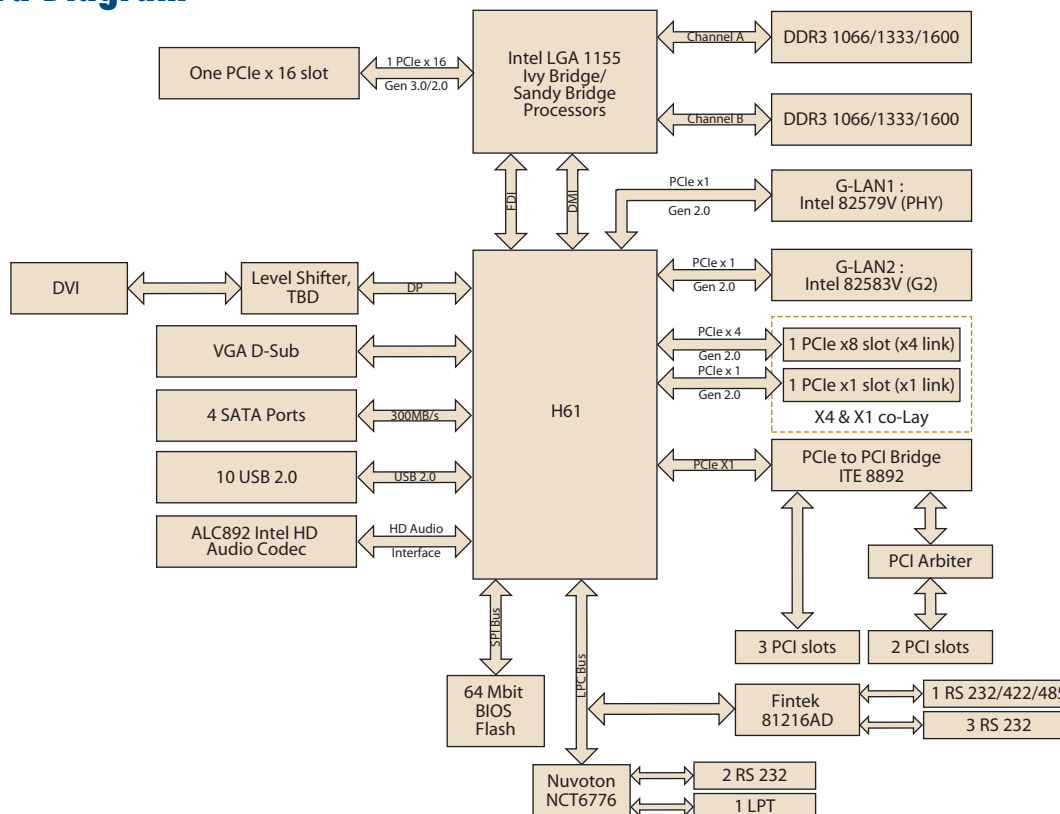 Diagram
Intel LGA 1155
Ivy Bridge/
Sandy Bridge
Processors
One PCIe x 16 slot
1 PCIe x 16
Gen 3.0/2.0
Channel A
DDR3 1066/1333/1600
Channel B
DDR3 1066/1333/1600
FDI
DMI
PCIe x1
Gen 2.0
G-LAN1 :
Intel 82579V (PHY)
PCIe x 1
Gen 2.0
G-LAN2 :
Intel 82583V (G2)
DVI
Level Shifter,
TBD
DP
VGA D-Sub
4 SATA Ports
300MB/s
10 USB 2.0
USB 2.0
ALC892 Intel HD
Audio Codec
HD Audio
Interface
H61
PCIe x 4
Gen 2.0
1 PCIe x8 slot (x4 link)
PCIe x 1
Gen 2.0
1 PCIe x1 slot (x1 link)
X4 & X1 co-Lay
PCIe X1
PCIe to PCI Bridge
ITE 8892
PCI Arbiter
3 PCI slots
2 PCI slots
SPI Bus
64 Mbit
BIOS
Flash
LPC Bus
Fintek
81216AD
1 RS 232/422/485
3 RS 232
Nuvoton
NCT6776
2 RS 232
1 LPT